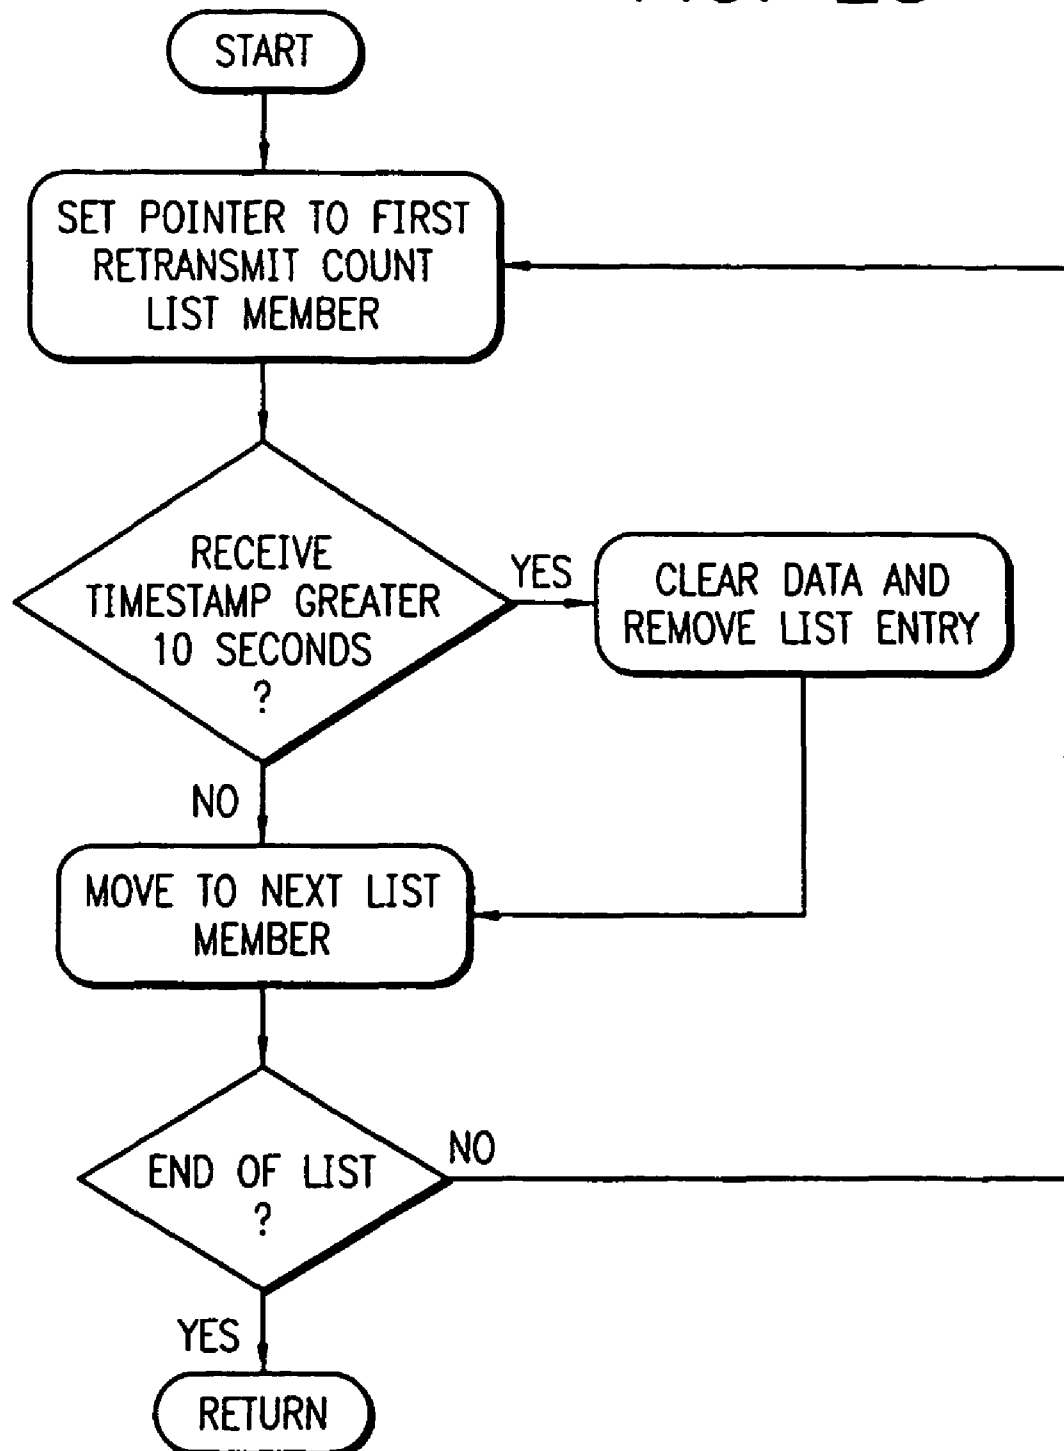 START
SET POINTER TO FIRST
RETRANSMIT COUNT
LIST MEMBER
RECEIVE
TIMESTAMP GREATER
10 SECONDS
?
YES
CLEAR DATA AND
REMOVE LIST ENTRY
NO
MOVE TO NEXT LIST
MEMBER
END OF LIST
?
NO
YES
RETURN